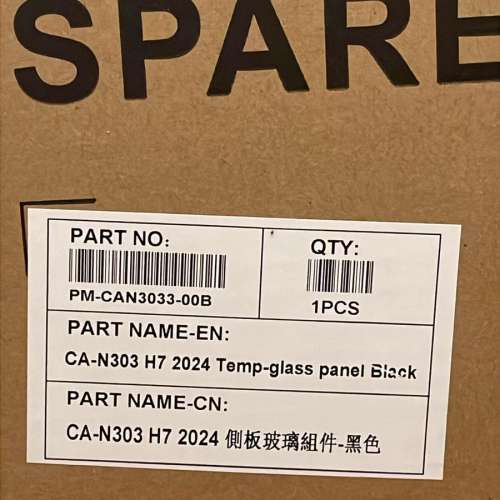 SPARE
PART NO:
QTY:
PM-CAN3033-00B
1PCS
PART NAME-EN:
CA-N303 H7 2024 Temp-glass panel Black
PART NAME-CN:
CA-N303 H7 2024 側板玻璃組件-黑色